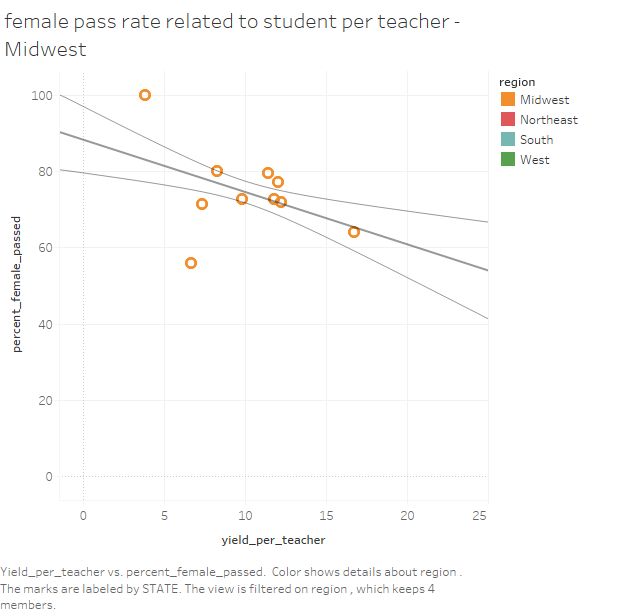 female pass rate related to student per teacher -
Midwest
region
Midwest
Northeast
South
West
100
80
60
40
20
0
percent_female_passed
0 5 10 15 20 25
yield_per_teacher
Yield_per_teacher vs. percent_female_passed. Color shows details about region .
The marks are labeled by STATE. The view is filtered on region , which keeps 4
members.